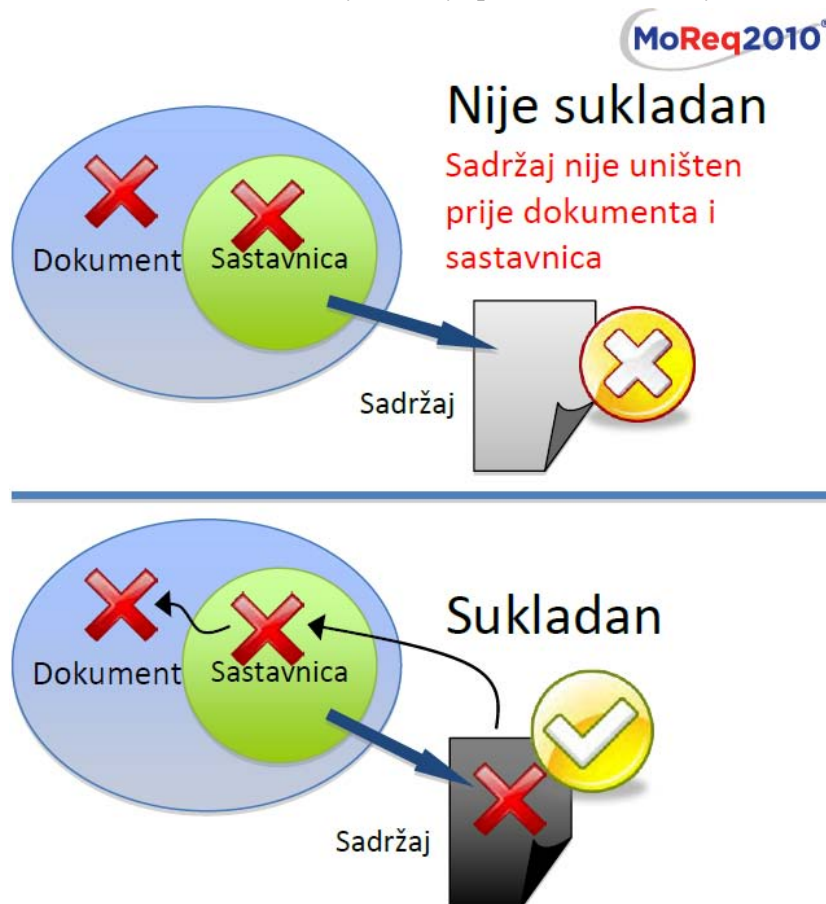 MoReq2010®
Nije sukladan
Sadržaj nije uništen
prije dokumenta i
sastavnica
Dokument
Sastavnica
Sadržaj
Sukladan
Dokument
Sastavnica
Sadržaj